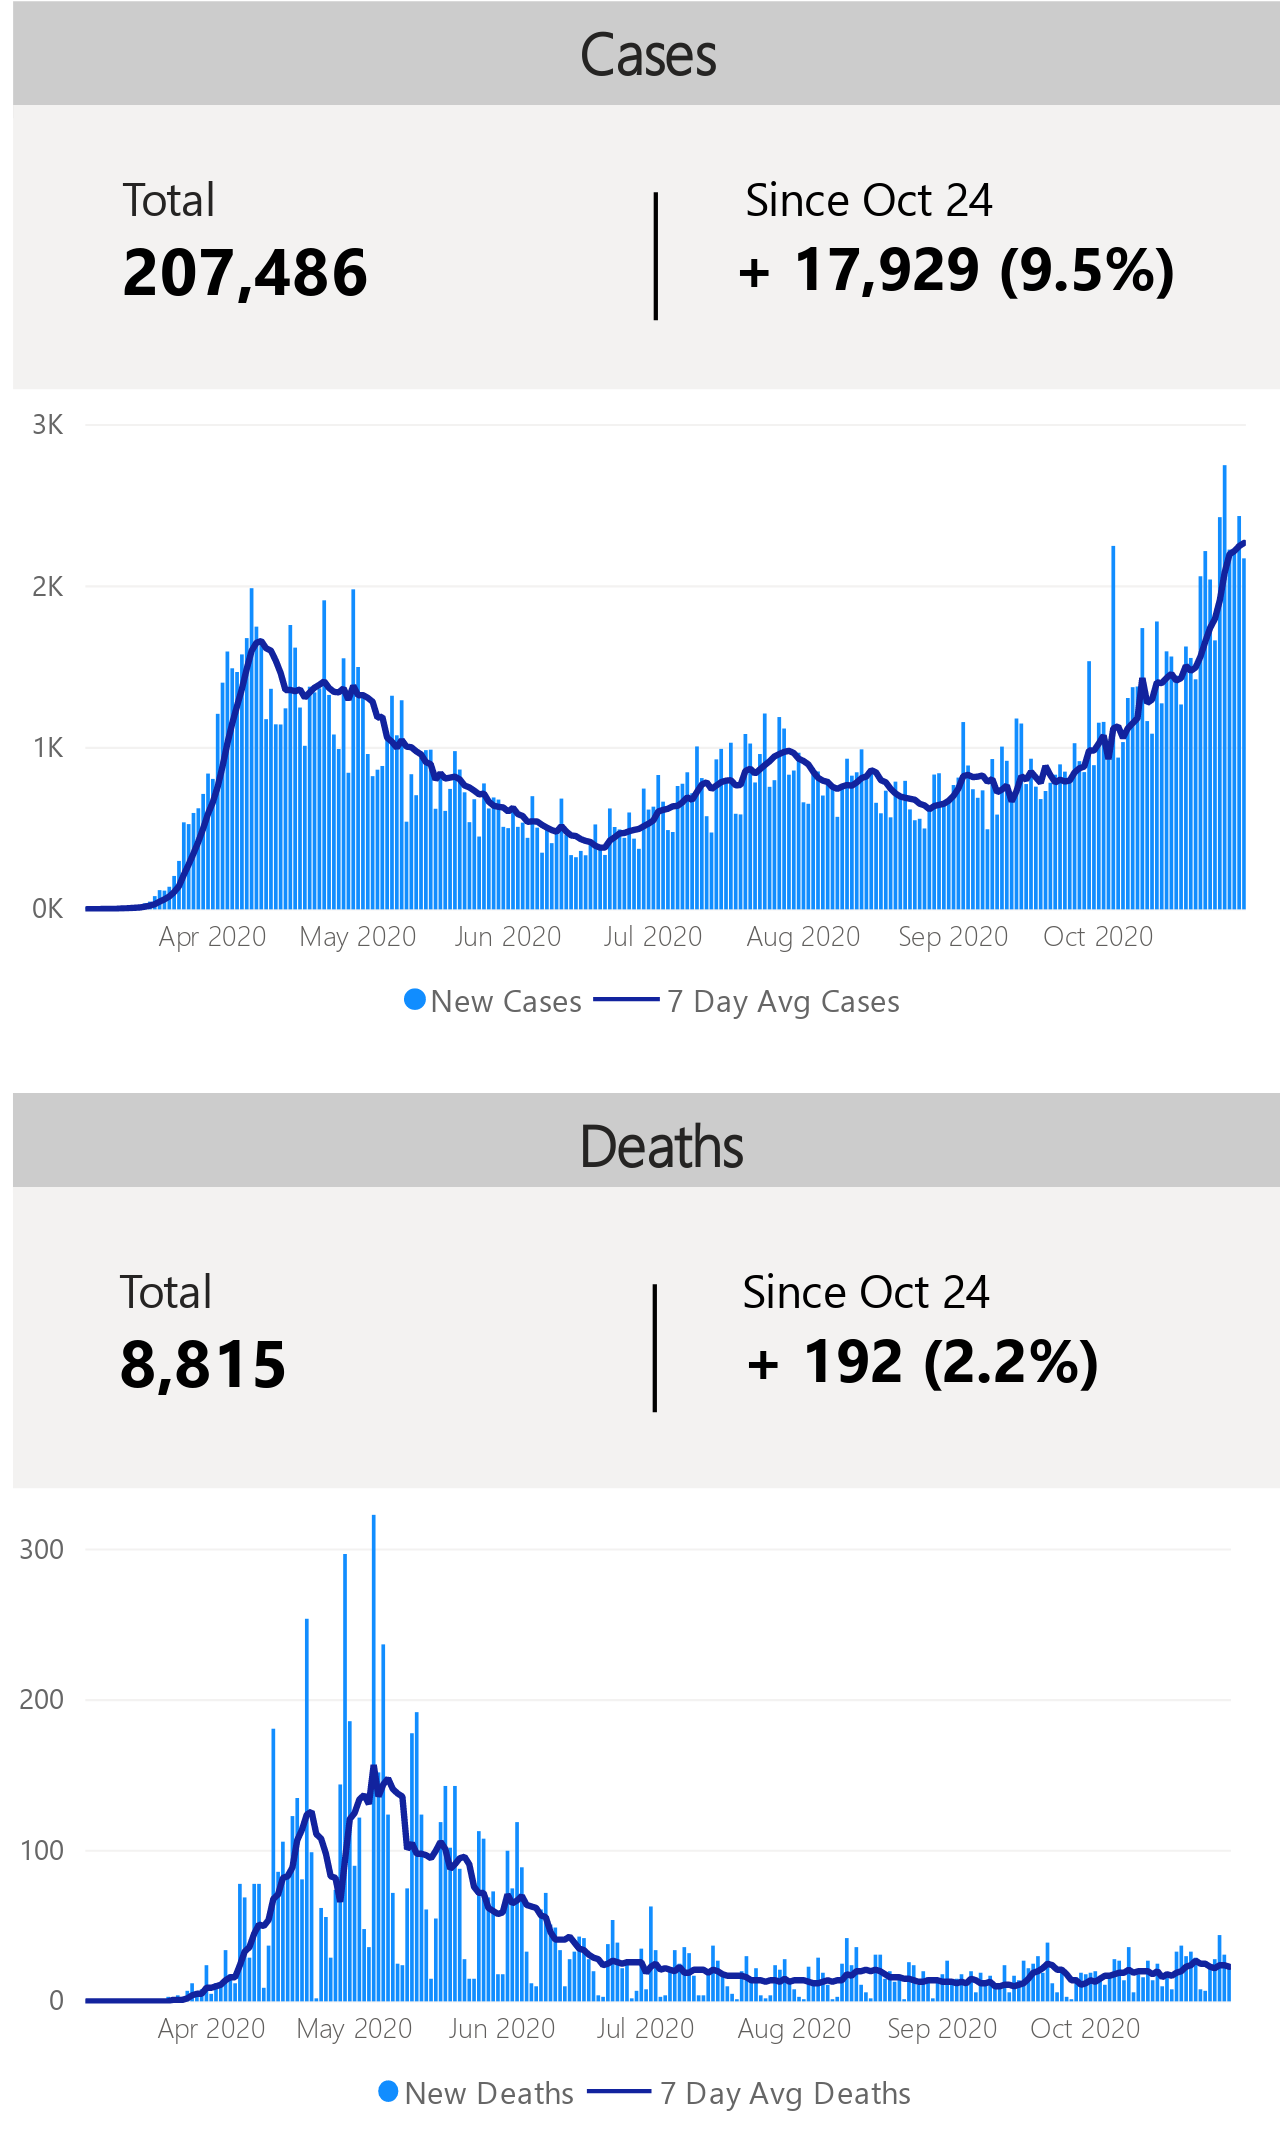 Cases
Total
Since Oct 24
207,486
+ 17,929 (9.5%)
3K
2K
1K
0K
Apr 2020 May 2020 Jun 2020 Jul 2020 Aug 2020 Sep 2020 Oct 2020
New Cases 7 Day Avg Cases
Deaths
Total
Since Oct 24
8,815
+ 192 (2.2%)
300
200
100
0
Apr 2020 May 2020 Jun 2020 Jul 2020 Aug 2020 Sep 2020 Oct 2020
New Deaths 7 Day Avg Deaths